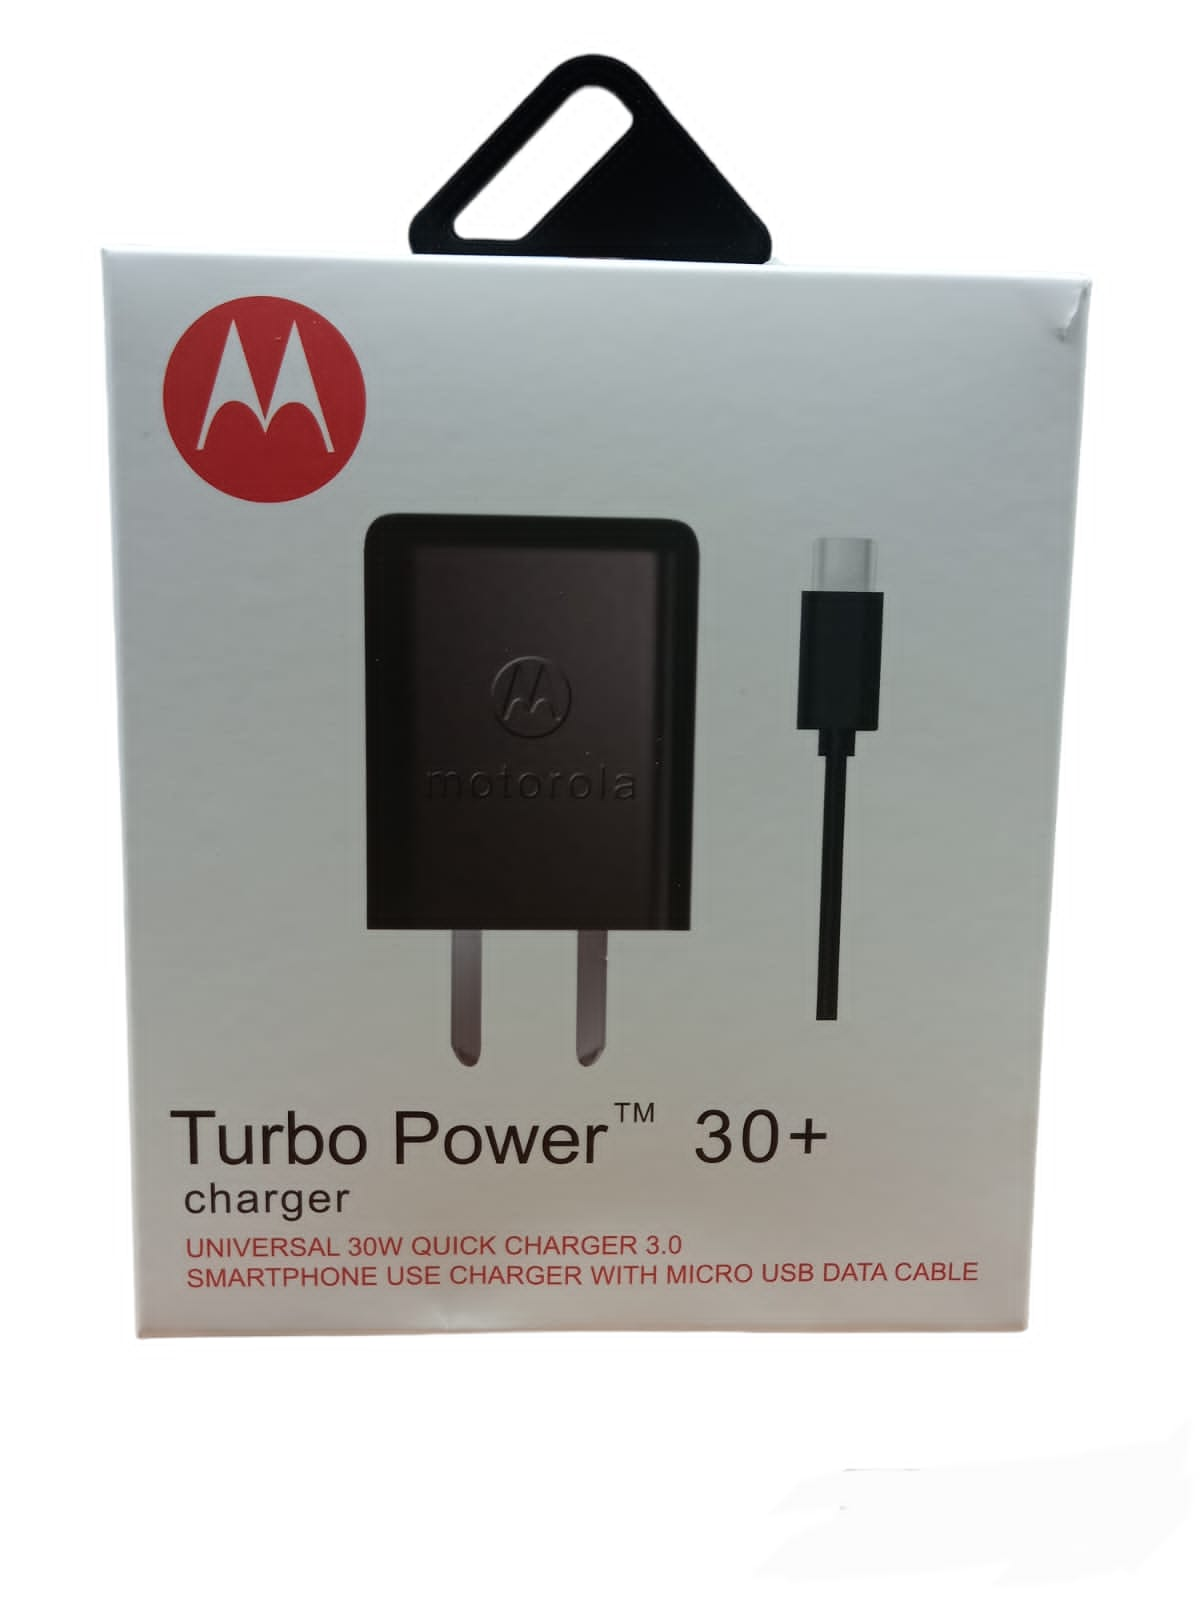 motorola
Turbo Power™ 30+
charger
UNIVERSAL 30W QUICK CHARGER 3.0
SMARTPHONE USE CHARGER WITH MICRO USB DATA CABLE